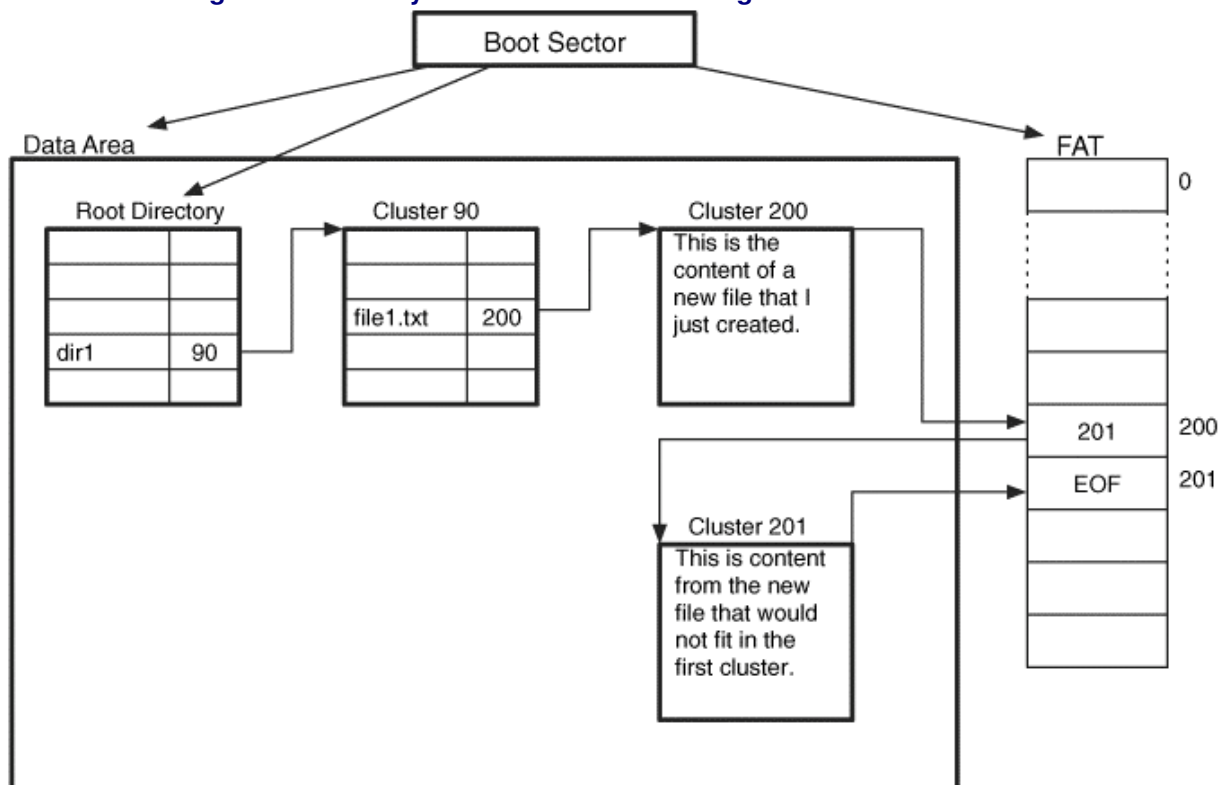 Boot Sector
Data Area
FAT
0
Root Directory
Cluster 90
Cluster 200
This is the
content of a
new file that I
just created.
file1.txt 200
dir1 90
201 200
EOF 201
Cluster 201
This is content
from the new
file that would
not fit in the
first cluster.